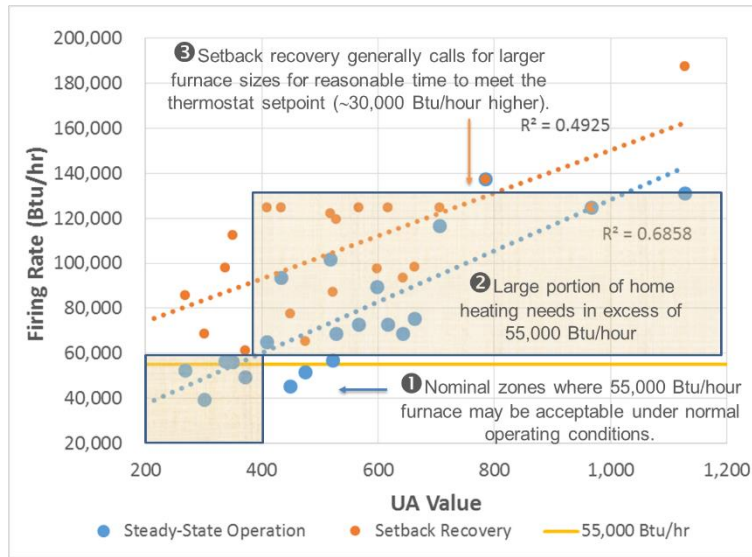 200,000
180,000
160,000
140,000
120,000
100,000
80,000
60,000
40,000
20,000
Firing Rate (Btu/hr)
❸Setback recovery generally calls for larger
furnace sizes for reasonable time to meet the
thermostat setpoint (~30,000 Btu/hour higher).
R² = 0.4925
R² = 0.6858
❷Large portion of home
heating needs in excess of
55,000 Btu/hour
❶Nominal zones where 55,000 Btu/hour
furnace may be acceptable under normal
operating conditions.
200 400 600 800 1,000 1,200
UA Value
Steady-State Operation Setback Recovery 55,000 Btu/hr